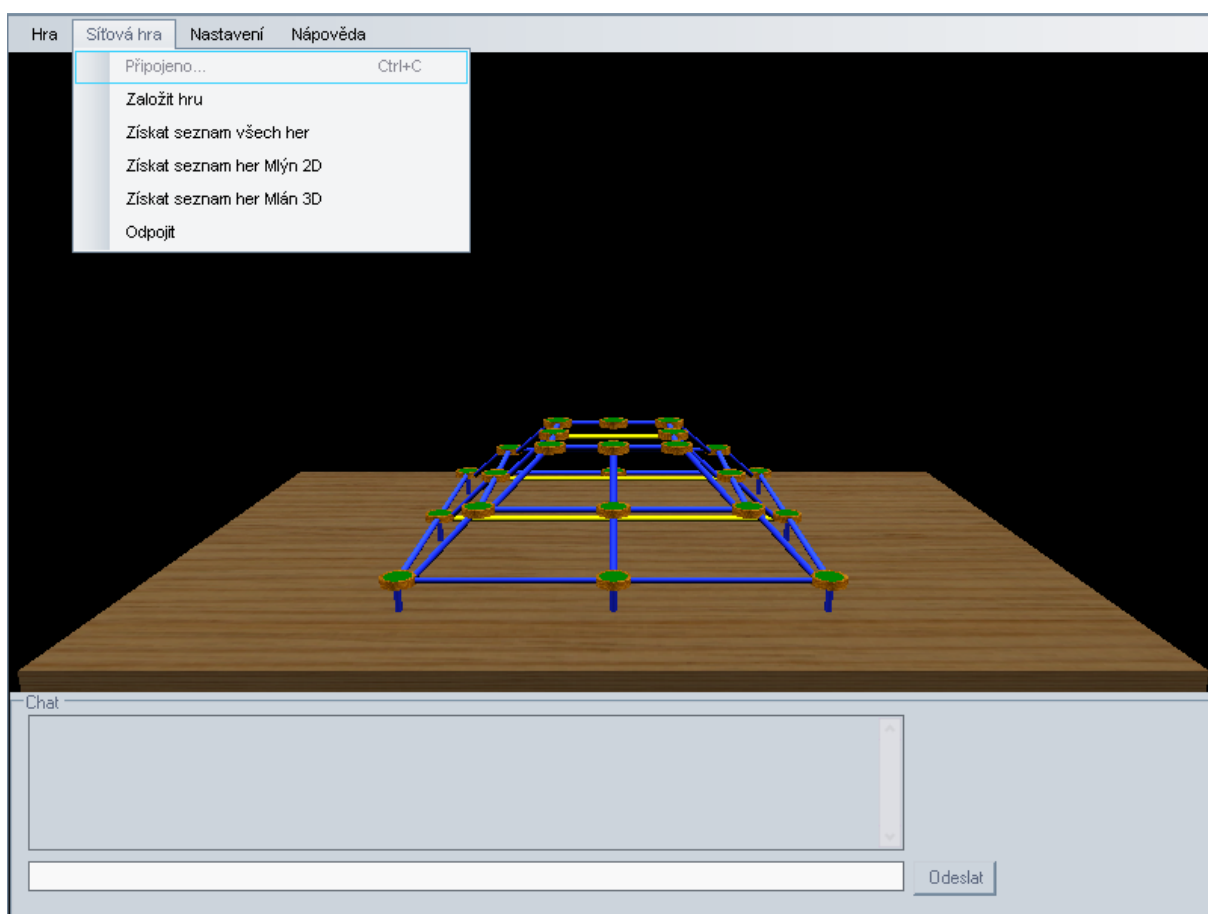 Hra Síťová hra Nastavení Nápověda
Připojeno... Ctrl+C
Založit hru
Získat seznam všech her
Získat seznam her Mlýn 2D
Získat seznam her Mlán 3D
Odpojit
Chat
Odeslat